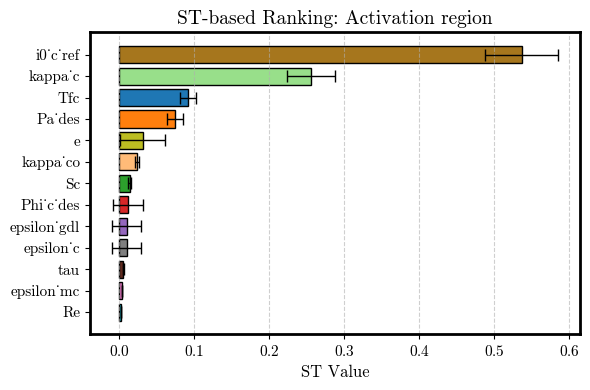 ST-based Ranking: Activation region
i0˙c˙ref
kappa˙c
Tfc
Pa˙des
e
kappa˙co
Sc
Phi˙c˙des
epsilon˙gdl
epsilon˙c
tau
epsilon˙mc
Re
0.0 0.1 0.2 0.3 0.4 0.5 0.6
ST Value